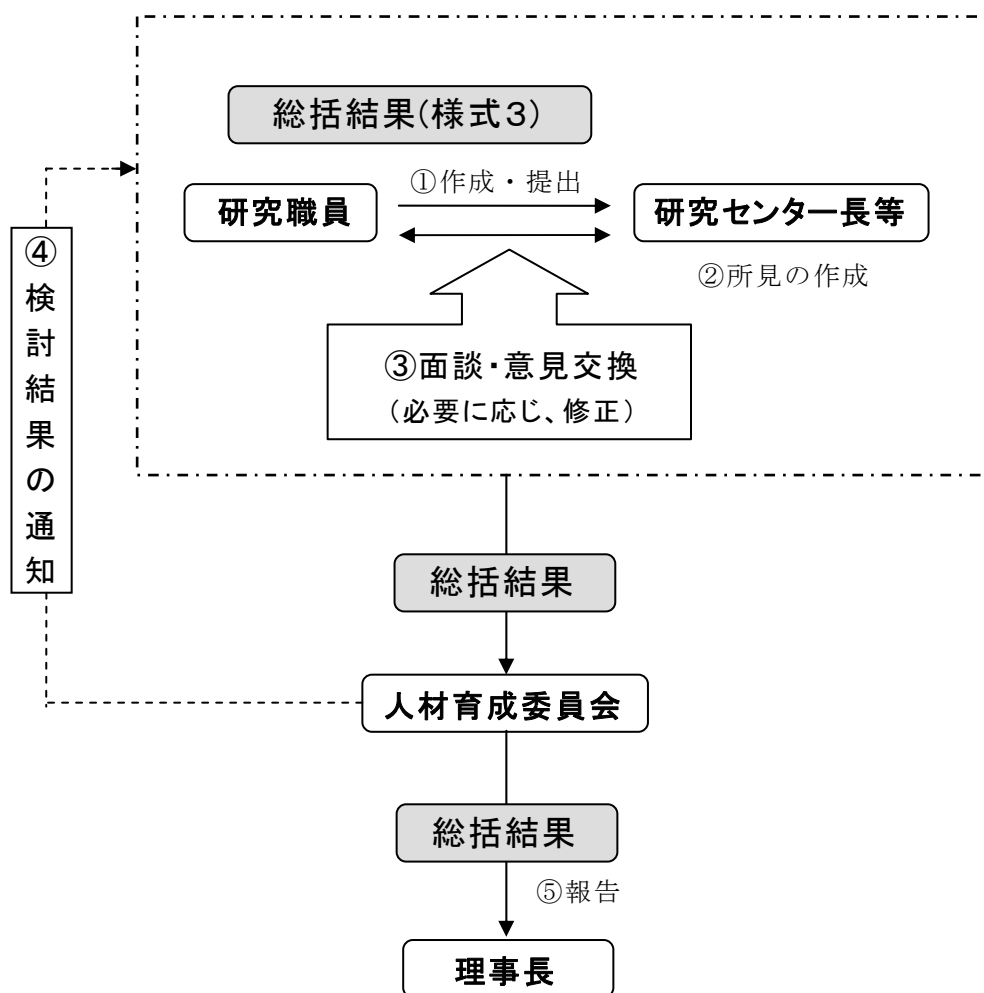 総括結果(様式3)
①作成・提出
研究職員
研究センター長等
②所見の作成
③面談・意見交換
(必要に応じ、修正)
④検討結果の通知
総括結果
人材育成委員会
総括結果
⑤報告
理事長